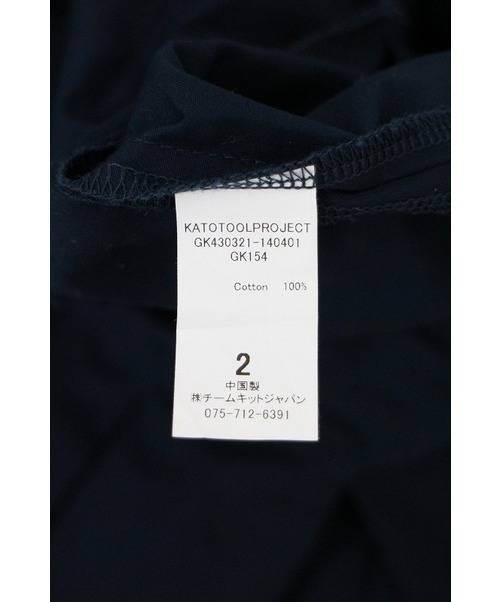 KATOTOOLPROJECT
GK430321-140401
GK154
Cotton 100%
2
中国製
㈱チームキットジャパン
075-712-6391